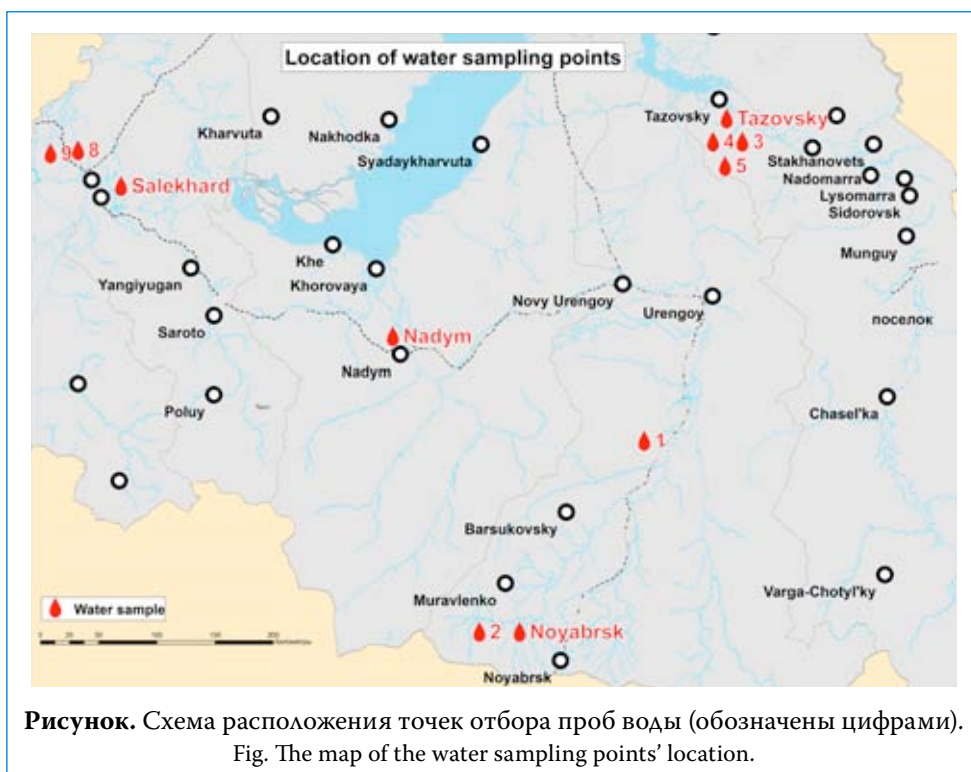 Location of water sampling points
Kharvuta
Nakhodka
Syadaykharvuta
Tazovsky
Tazovsky
4
3
5
Stakhanovets
Nadomarra
Lysomarra
Sidorovsk
Munguy
9
8
Salekhard
Khe
Khorovaya
Yangiyugan
Novy Urengoy
Urengoy
поселок
Saroto
Nadym
Nadym
Poluy
Chasel'ka
1
Barsukovsky
Muravlenko
Varga-Chotyl'ky
Water sample
2
Noyabrsk
Noyabrsk
Рисунок. Схема расположения точек отбора проб воды (обозначены цифрами).
Fig. The map of the water sampling points' location.